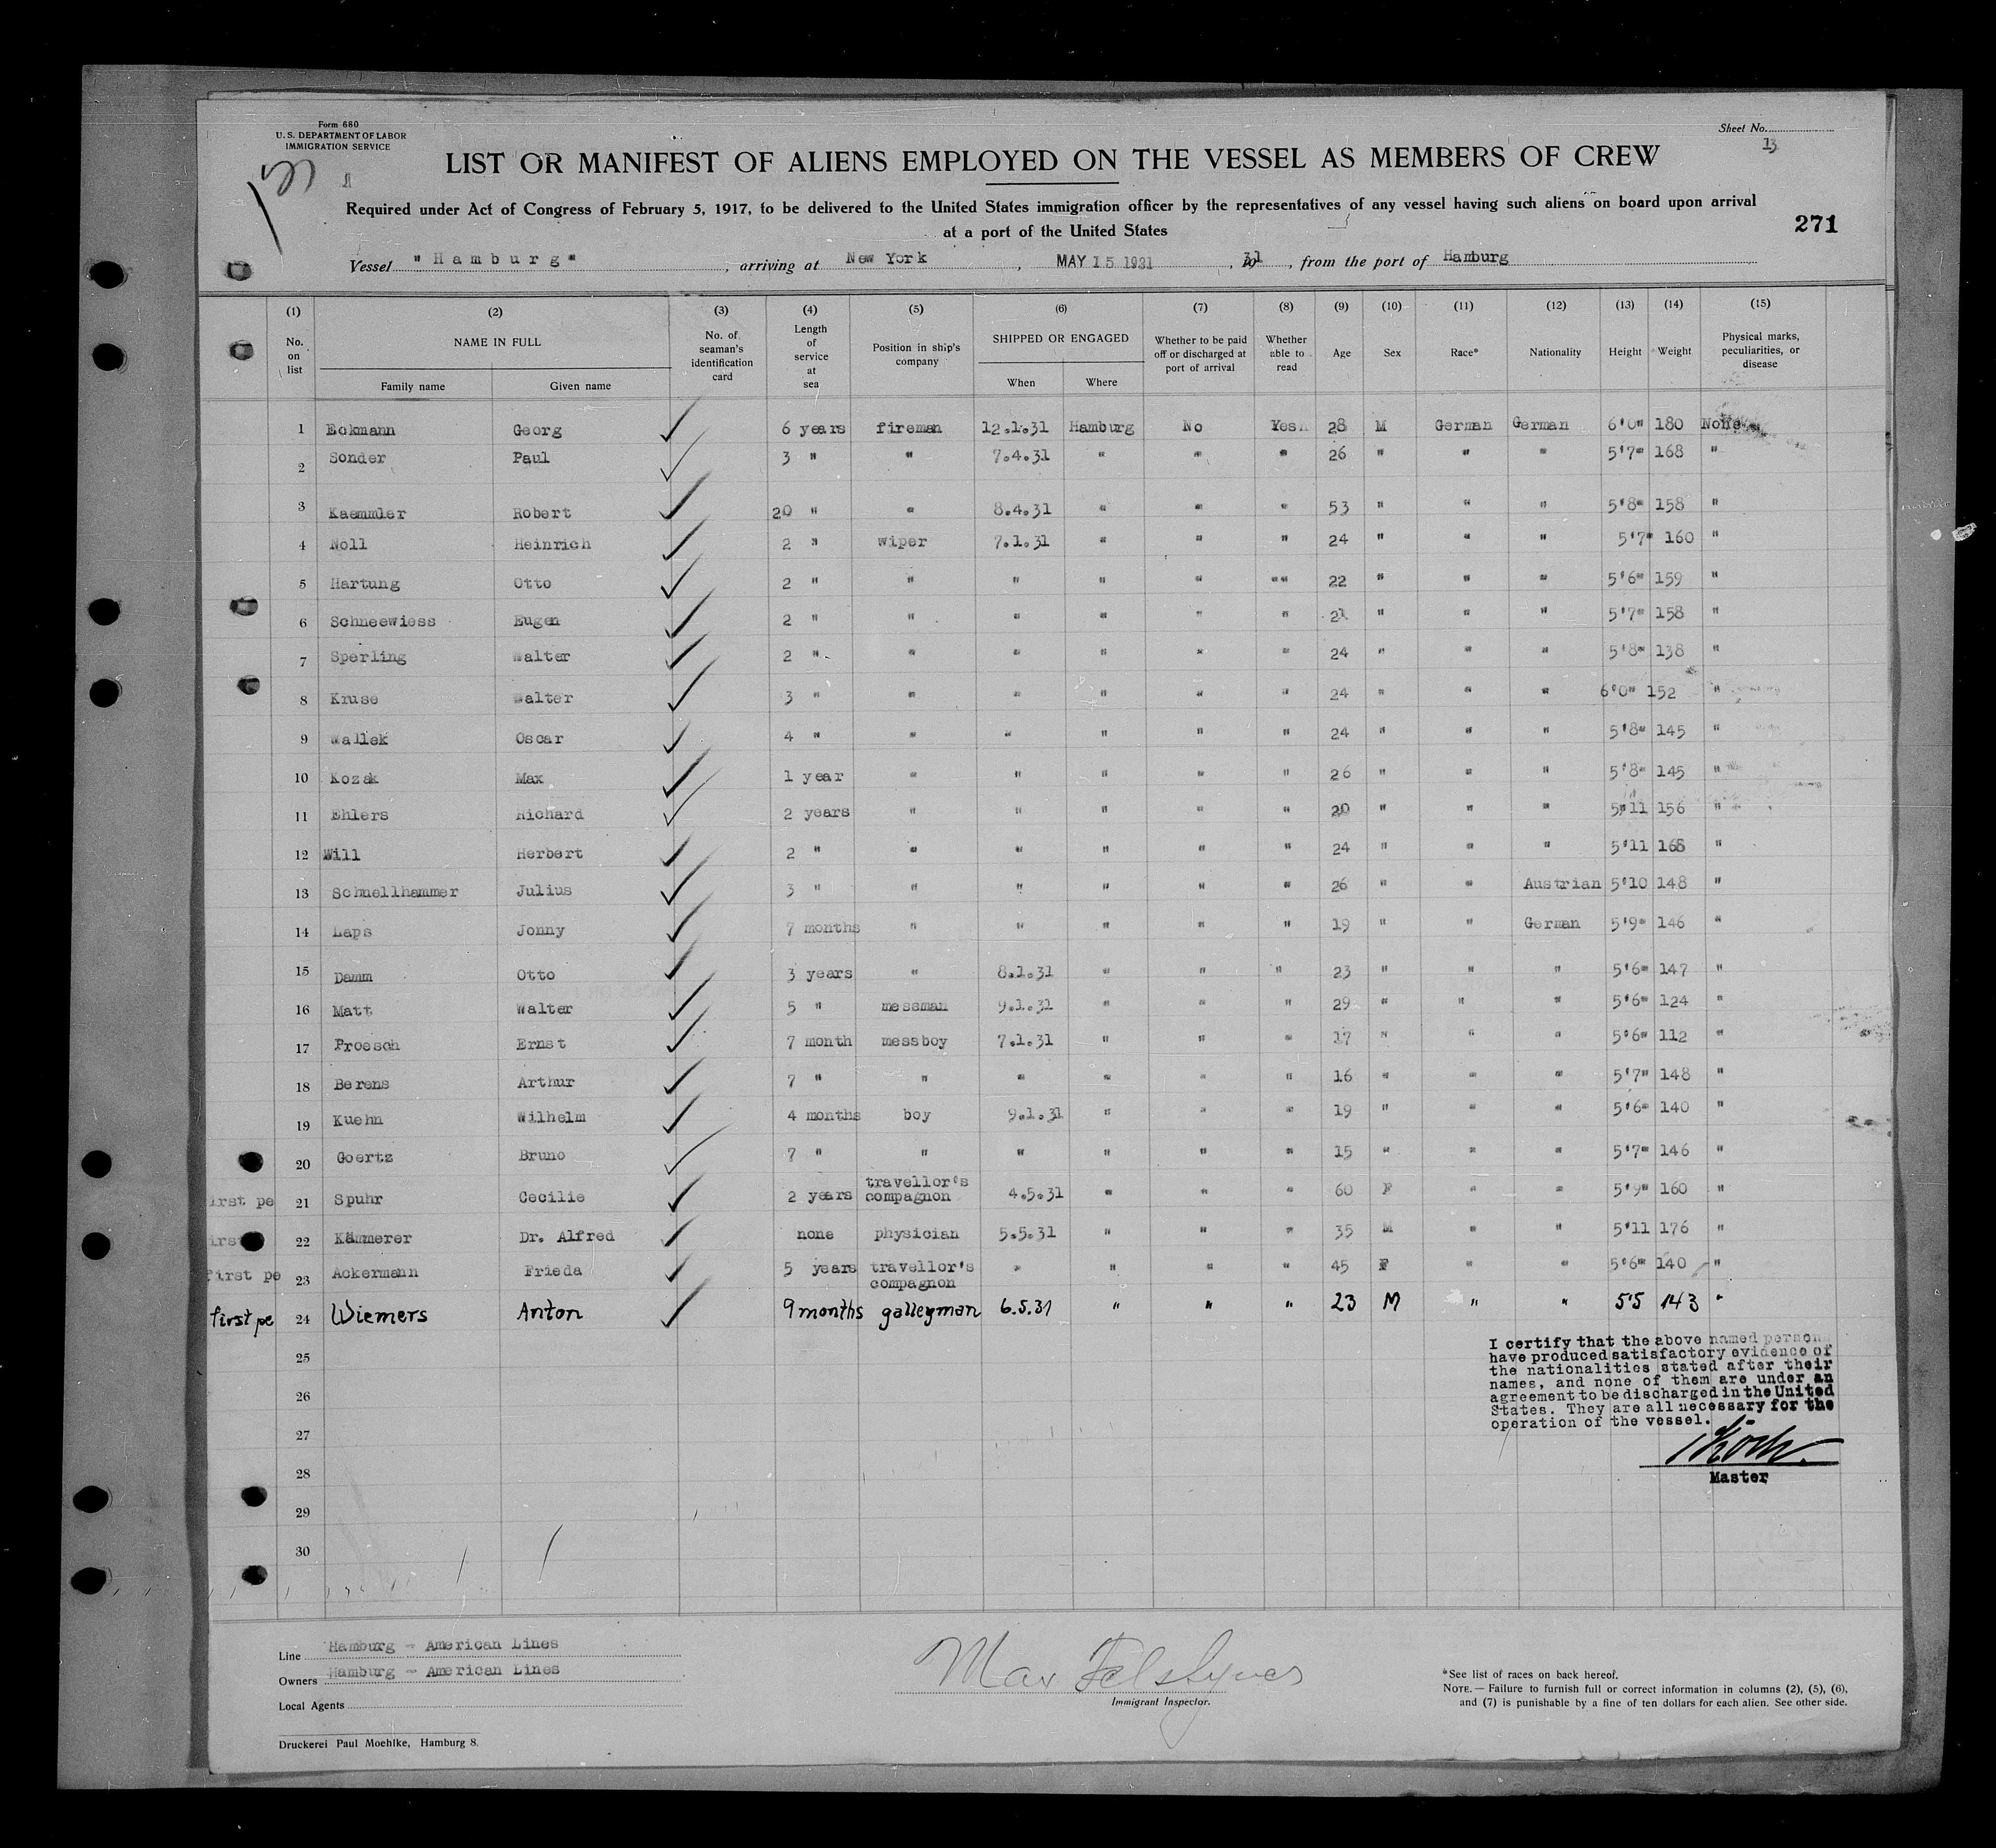 Form 680
U. S. DEPARTMENT OF LABOR
IMMIGRATION SERVICE
Sheet No.
13
LIST OR MANIFEST OF ALIENS EMPLOYED ON THE VESSEL AS MEMBERS OF CREW
Required under Act of Congress of February 5, 1917, to be delivered to the United States immigration officer by the representatives of any vessel having such aliens on board upon arrival
at a port of the United States
271
Vessel "Hamburg", arriving at New York, MAY 15 1931, 31, from the port of Hamburg
(1) (2) (3) (4) (5) (6) (7) (8) (9) (10) (11) (12) (13) (14) (15)
No. on list NAME IN FULL Family name Given name No. of seaman's identification card Length of service at sea Position in ship's company SHIPPED OR ENGAGED When Where Whether to be paid off or discharged at port of arrival Whether able to read Age Sex Race* Nationality Height Weight Physical marks, peculiarities, or disease
1 Eckmann Georg 6 years fireman 12.1.31 Hamburg No Yes 28 M German German 6'0" 180 None
2 Sonder Paul 3 " " 7.4.31 " " " 26 " " " 5'7" 168 "
3 Kaemmler Robert 20 " " 8.4.31 " " " 53 " " " 5'8" 158 "
4 Noll Heinrich 2 " wiper 7.1.31 " " " 24 " " " 5'7" 160 "
5 Hartung Otto 2 " " " " " "" 22 " " " 5'6" 159 "
6 Schneewiess Eugen 2 " " " " " " 21 " " " 5'7" 158 "
7 Sperling Walter 2 " " " " " " 24 " " " 5'8" 138 "
8 Kruse Walter 3 " " " " " " 24 " " " 6'0" 152 "
9 Wallek Oscar 4 " " " " " " 24 " " " 5'8" 145 "
10 Kozak Max 1 year " " " " " 26 " " " 5'8" 145 "
11 Ehlers Richard 2 years " " " " " 20 " " " 5"11 156 "
12 Will Herbert 2 " " " " " " 24 " " " 5'11 168 "
13 Schnellhammer Julius 3 " " " " " " 26 " " Austrian 5'10 148 "
14 Laps Jonny 7 months " " " " " 19 " " German 5'9" 146 "
15 Damm Otto 3 years " 8.1.31 " " " 23 " " " 5'6" 147 "
16 Matt Walter 5 " messman 9.1.31 " " " 29 " " " 5'6" 124 "
17 Proesch Ernst 7 month messboy 7.1.31 " " " 17 " " " 5'6" 112 "
18 Berens Arthur 7 " " " " " " 16 " " " 5'7" 148 "
19 Kuehn Wilhelm 4 months boy 9.1.31 " " " 19 " " " 5'6" 140 "
20 Goertz Bruno 7 " " " " " " 15 " " " 5'7" 146 "
irst pe 21 Spuhr Cecilie 2 years travellor's compagnon 4.5.31 " " " 60 F " " 5'9" 160 "
irst 22 Kämmerer Dr. Alfred none physician 5.5.31 " " " 35 M " " 5'11 176 "
first pe 23 Ackermann Frieda 5 years travellor's compagnon " " " " 45 F " " 5'6" 140 "
first pe 24 Wiemers Anton 9 months galleyman 6.5.31 " " " 23 M " " 5'5 143 "
25
26
27
28
29
30
I certify that the above named person
have produced satisfactory evidence of
the nationalities stated after their
names, and none of them are under an
agreement to be discharged in the United
States. They are all necessary for the
operation of the vessel.
Koch.
Master
Line Hamburg - American Lines
Owners Hamburg - American Lines
Local Agents
Immigrant Inspector.
*See list of races on back hereof.
NOTE.—Failure to furnish full or correct information in columns (2), (5), (6),
and (7) is punishable by a fine of ten dollars for each alien. See other side.
Druckerei Paul Moehlke, Hamburg 8.